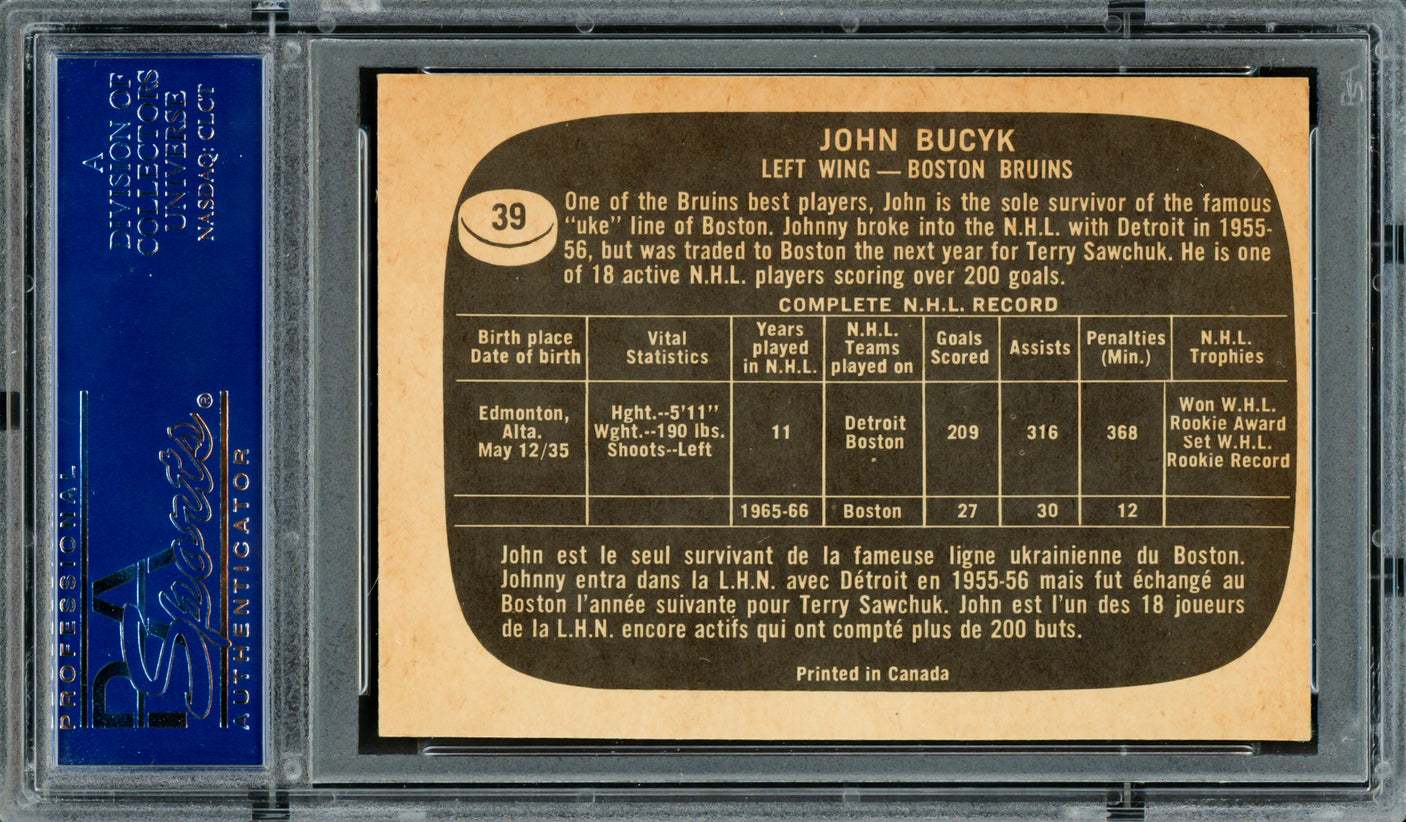 A
DIVISION OF
COLLECTORS
UNIVERSE
NASDAQ: CLCT
PROFESSIONAL
PSA
Sports®
AUTHENTICATOR
PSA
JOHN BUCYK
LEFT WING — BOSTON BRUINS
39
One of the Bruins best players, John is the sole survivor of the famous
"uke" line of Boston. Johnny broke into the N.H.L. with Detroit in 1955-
56, but was traded to Boston the next year for Terry Sawchuk. He is one
of 18 active N.H.L. players scoring over 200 goals.
COMPLETE N.H.L. RECORD
Birth place
Date of birth
Vital
Statistics
Years
played
in N.H.L.
N.H.L.
Teams
played on
Goals
Scored
Assists
Penalties
(Min.)
N.H.L.
Trophies
Edmonton,
Alta.
May 12/35
Hght.--5'11"
Wght.--190 lbs.
Shoots--Left
11
Detroit
Boston
209
316
368
Won W.H.L.
Rookie Award
Set W.H.L.
Rookie Record
1965-66
Boston
27
30
12
John est le seul survivant de la fameuse ligne ukrainienne du Boston.
Johnny entra dans la L.H.N. avec Détroit en 1955-56 mais fut échangé au
Boston l'année suivante pour Terry Sawchuk. John est l'un des 18 joueurs
de la L.H.N. encore actifs qui ont compté plus de 200 buts.
Printed in Canada